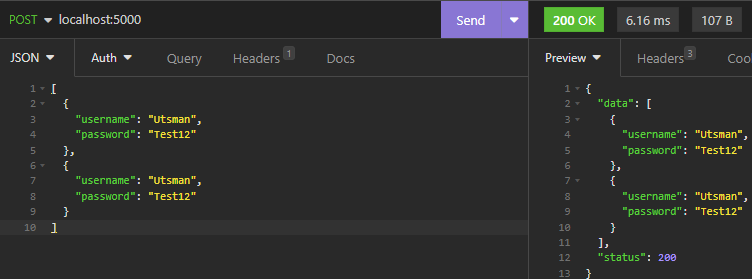 POST localhost:5000 Send 200 OK 6.16 ms 107 B
JSON Auth Query Headers 1 Docs Preview Headers 3 Coo
1 [
2 {
3 "username": "Utsman",
4 "password": "Test12"
5 },
6 {
7 "username": "Utsman",
8 "password": "Test12"
9 }
10 ]
1 {
2 "data": [
3 {
4 "username": "Utsman",
5 "password": "Test12"
6 },
7 {
8 "username": "Utsman",
9 "password": "Test12"
10 }
11 ],
12 "status": 200
13 }